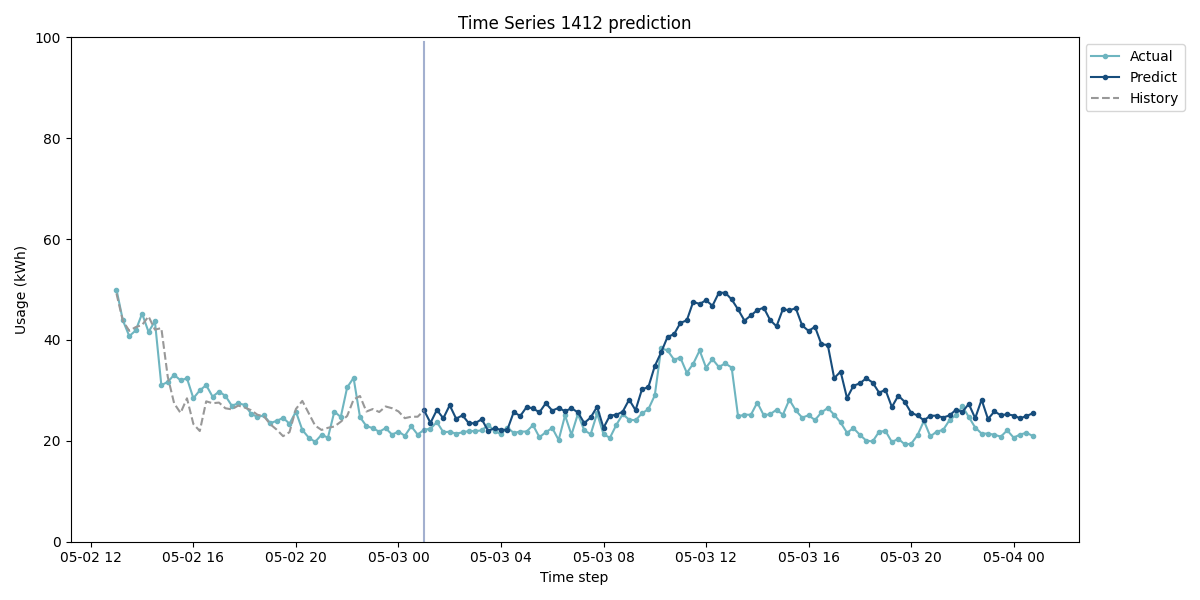 Time Series 1412 prediction
100
80
60
40
20
0
Usage (kWh)
05-02 12
05-02 16
05-02 20
05-03 00
05-03 04
05-03 08
05-03 12
05-03 16
05-03 20
05-04 00
Time step
Actual
Predict
History